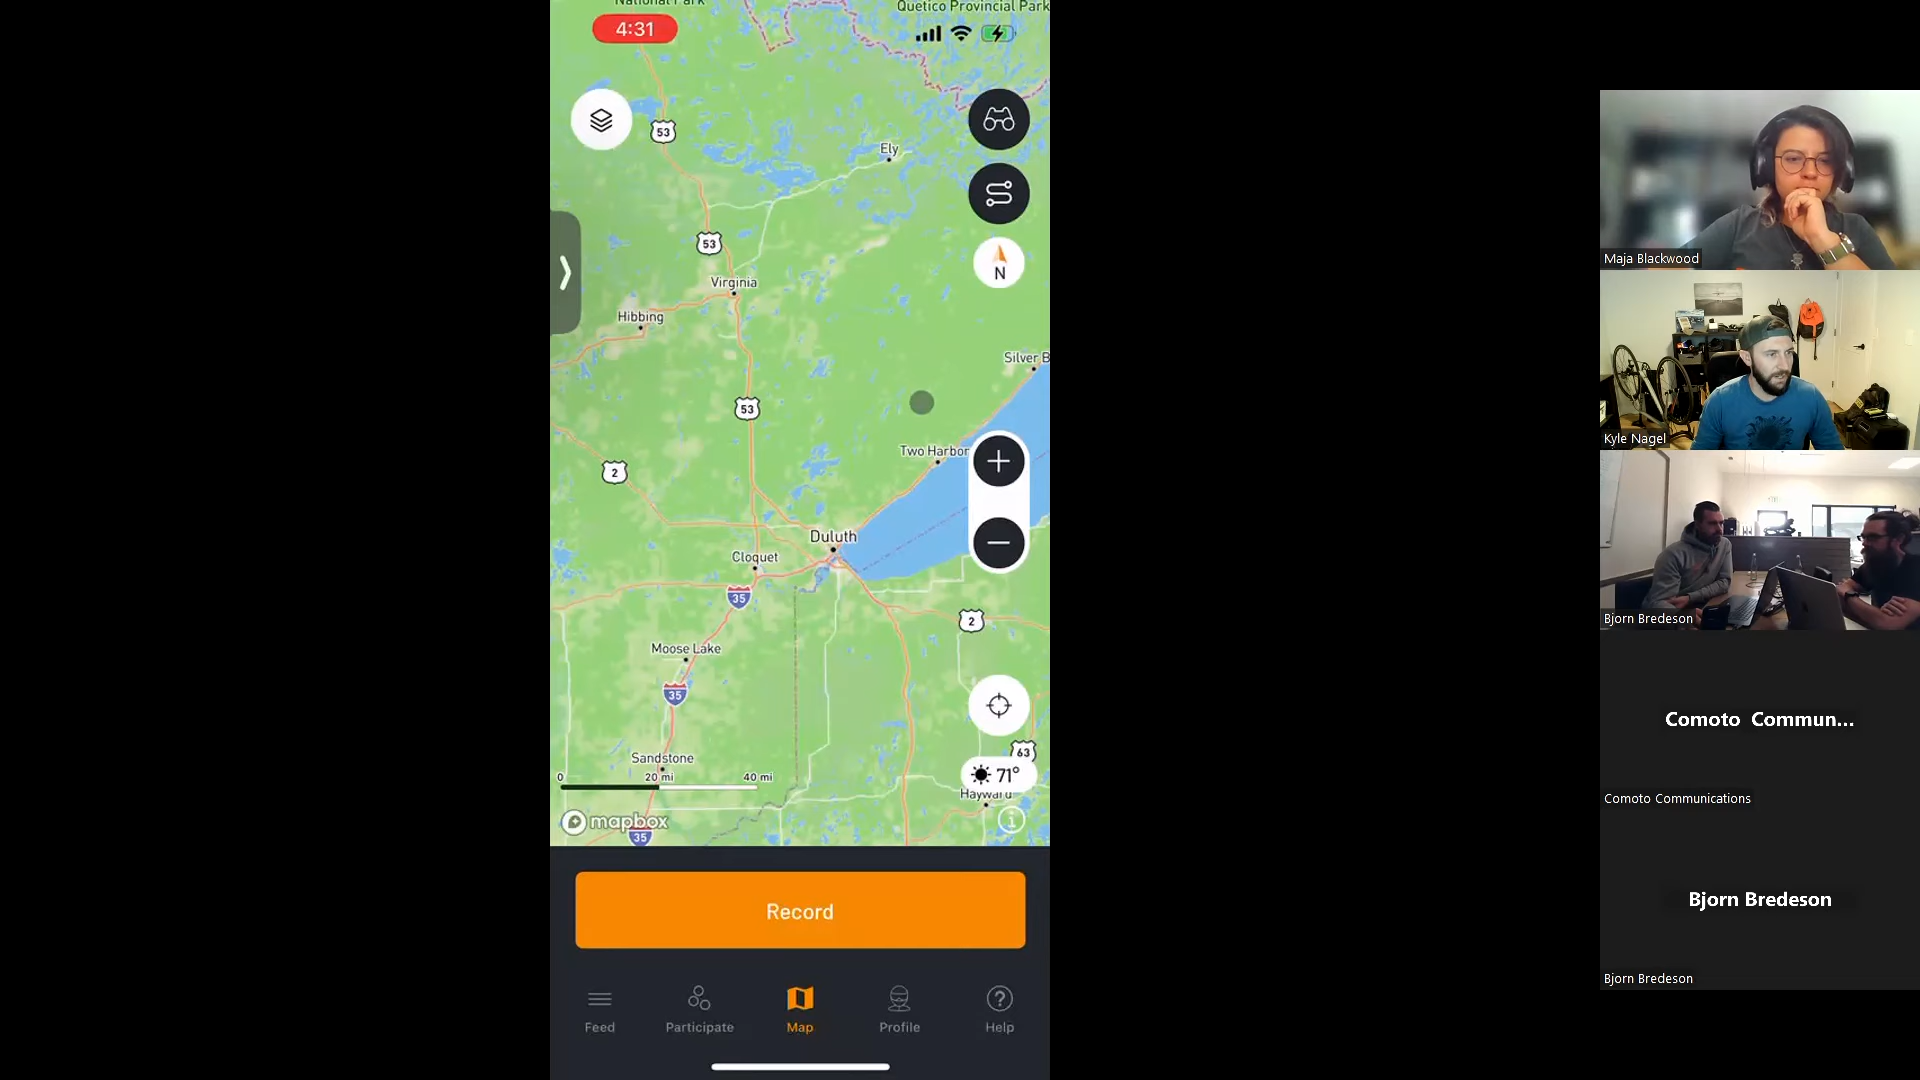 National Park
Quetico Provincial Park
4:31
53
Ely
53
N
Virginia
Hibbing
Silver B
53
Two Harbor
2
Duluth
Cloquet
35
2
Moose Lake
35
63
Sandstone
71°
0 20 mi 40 mi
Hayward
mapbox
35
Record
Feed
Participate
Map
Profile
Help
Maja Blackwood
Kyle Nagel
Bjorn Bredeson
Comoto Commun...
Comoto Communications
Bjorn Bredeson
Bjorn Bredeson